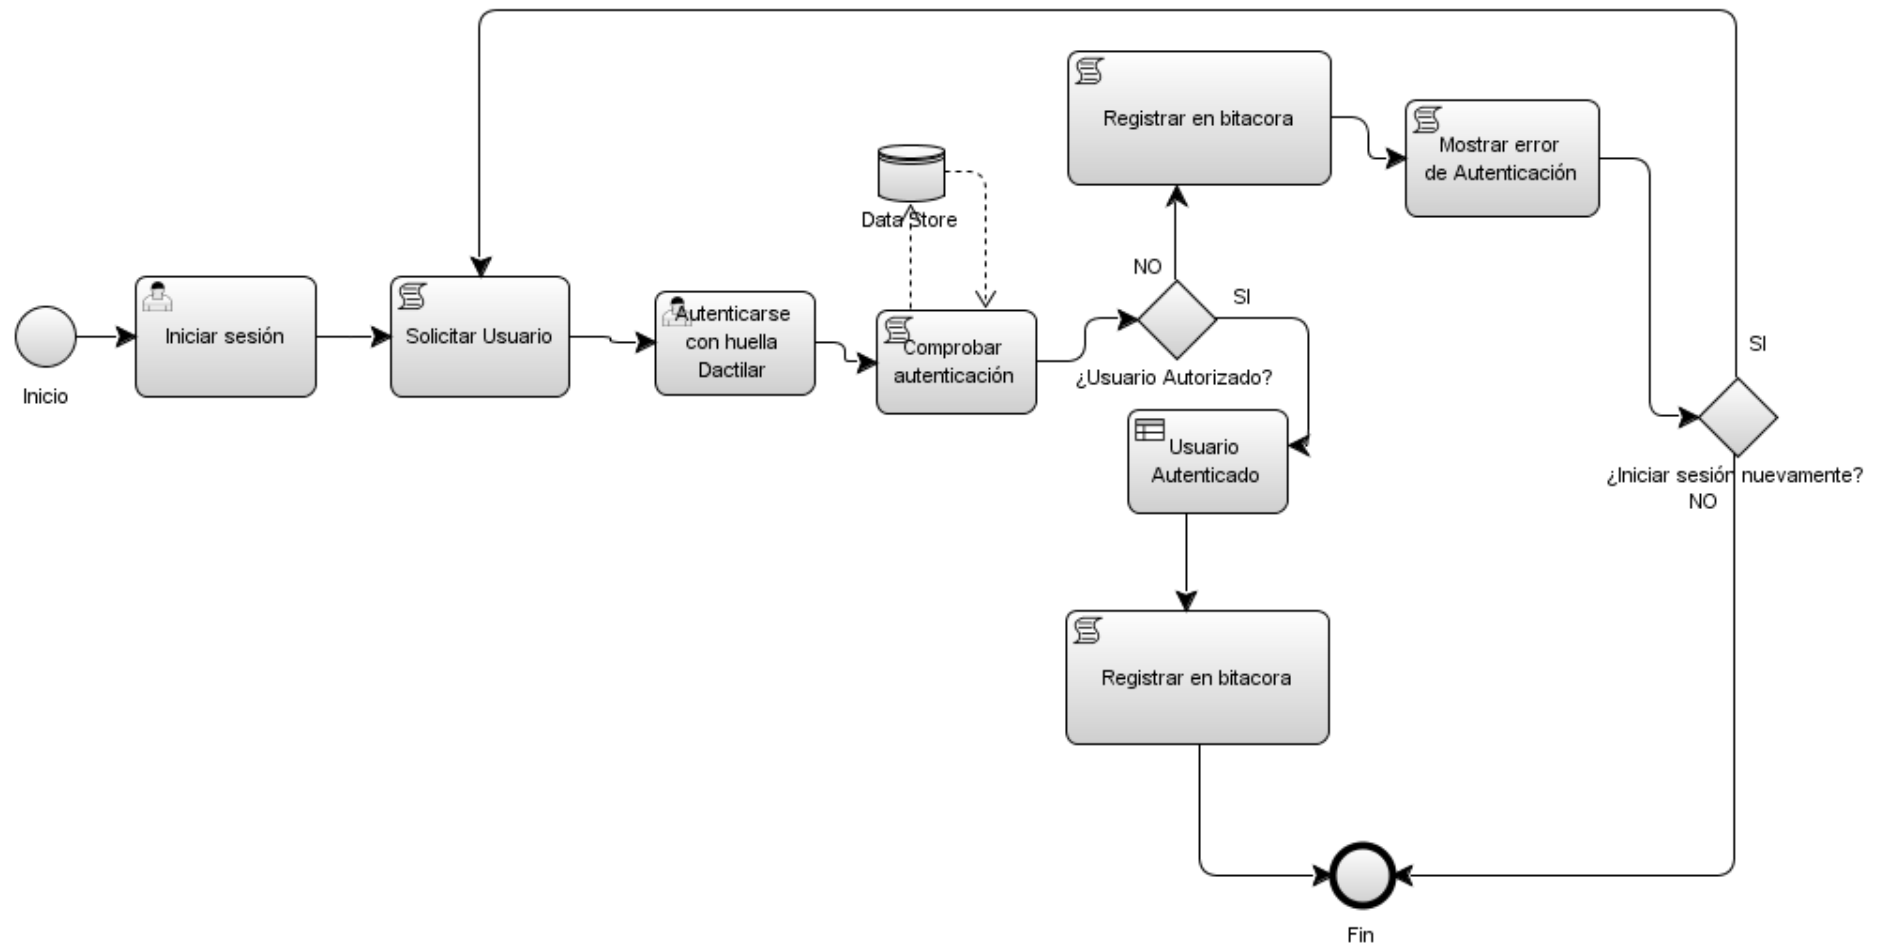 Inicio
Iniciar sesión
Solicitar Usuario
Autenticarse
con huella
Dactilar
Data Store
Comprobar
autenticación
NO
SI
¿Usuario Autorizado?
Registrar en bitacora
Mostrar error
de Autenticación
Usuario
Autenticado
Registrar en bitacora
SI
¿Iniciar sesión nuevamente?
NO
Fin